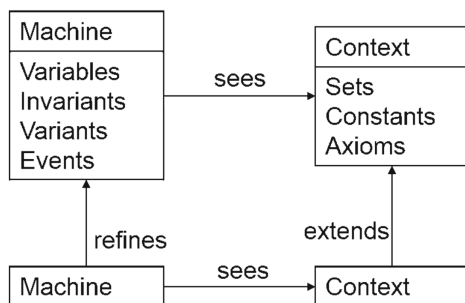 Machine
Variables
Invariants
Variants
Events
sees
Context
Sets
Constants
Axioms
refines
extends
Machine
sees
Context